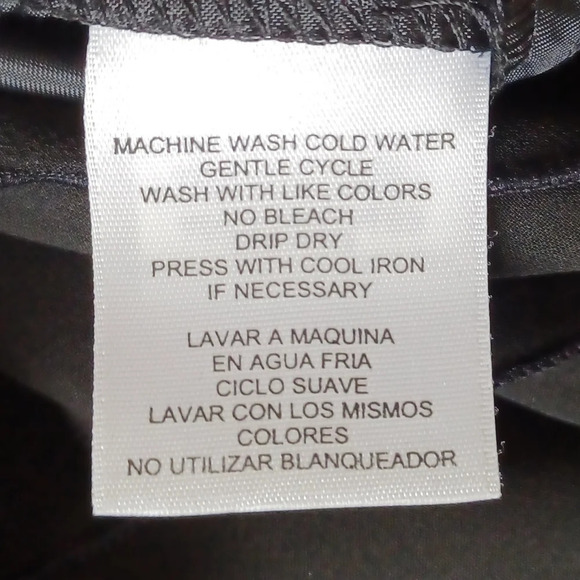 MACHINE WASH COLD WATER
GENTLE CYCLE
WASH WITH LIKE COLORS
NO BLEACH
DRIP DRY
PRESS WITH COOL IRON
IF NECESSARY
LAVAR A MAQUINA
EN AGUA FRIA
CICLO SUAVE
LAVAR CON LOS MISMOS
COLORES
NO UTILIZAR BLANQUEADOR